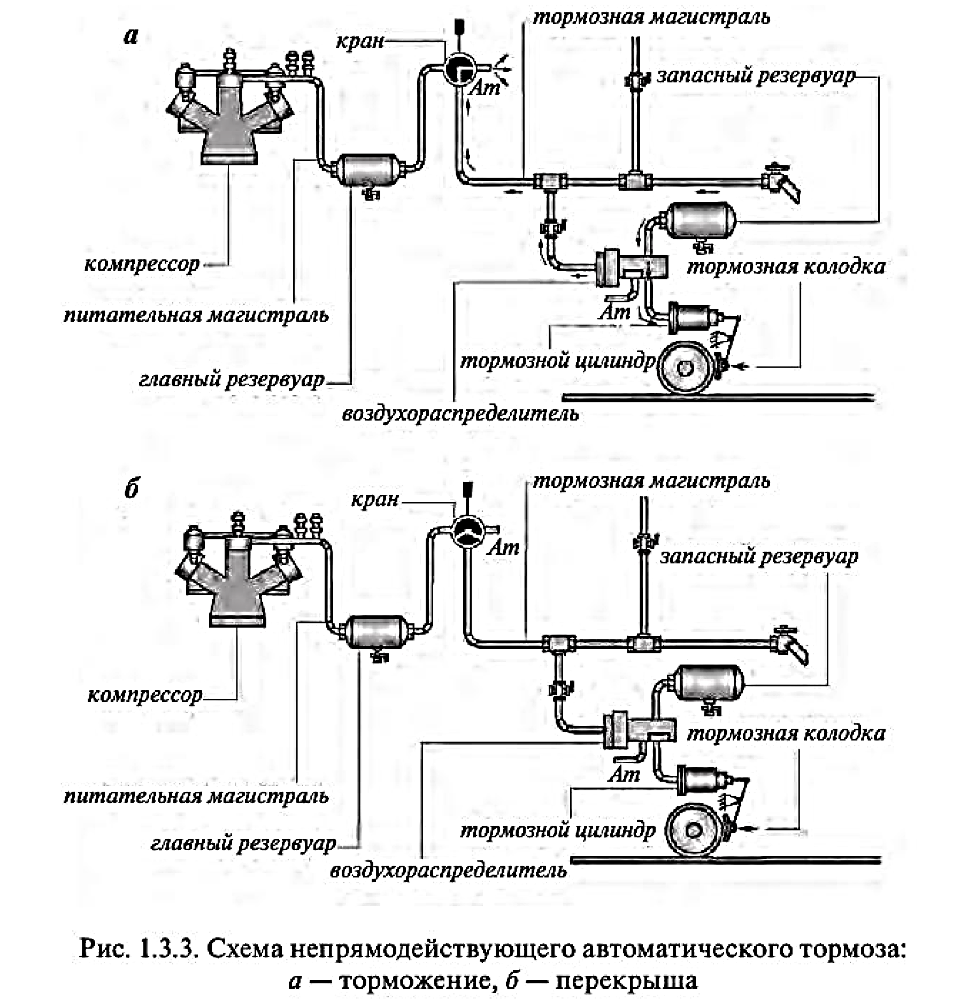 а
тормозная магистраль
кран
запасный резервуар
Ат
компрессор
тормозная колодка
питательная магистраль
Ат
тормозной цилиндр
главный резервуар
воздухораспределитель
б
тормозная магистраль
кран
Ат
запасный резервуар
компрессор
тормозная колодка
Ат
питательная магистраль
тормозной цилиндр
главный резервуар
воздухораспределитель
Рис. 1.3.3. Схема непрямодействующего автоматического тормоза:
а — торможение, б — перекрыша